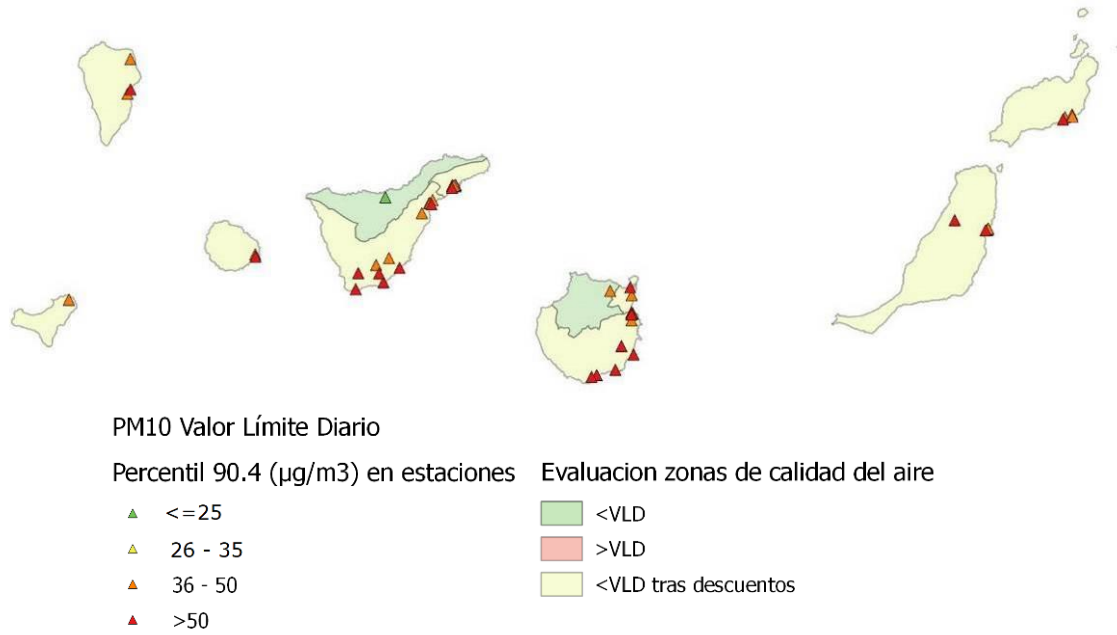 PM10 Valor Límite Diario
Percentil 90.4 (µg/m3) en estaciones
<=25
26 - 35
36 - 50
>50
Evaluacion zonas de calidad del aire
<VLD
>VLD
<VLD tras descuentos